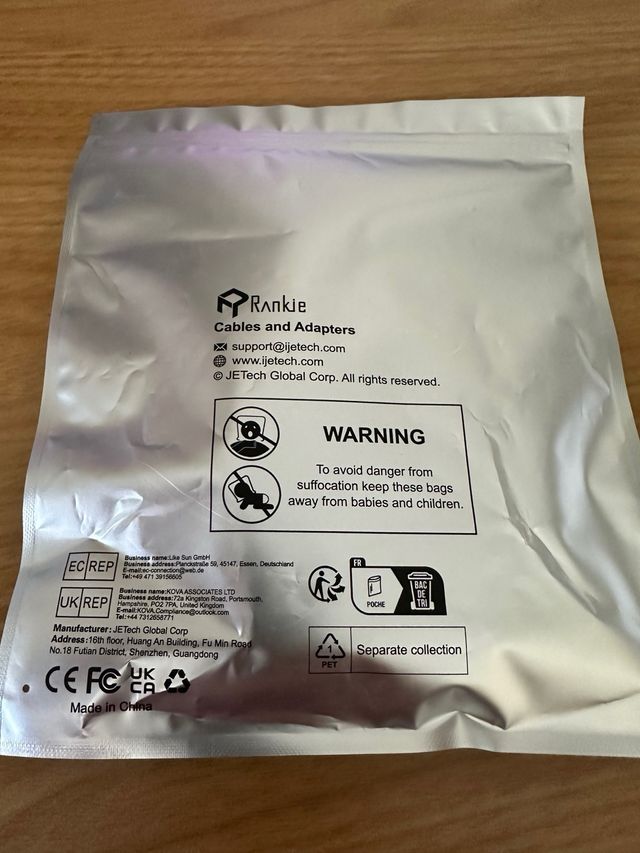 Rankie
Cables and Adapters
support@ijetech.com
www.ijetech.com
© JETech Global Corp. All rights reserved.
WARNING
To avoid danger from
suffocation keep these bags
away from babies and children.
EC REP
Business name:Like Sun GmbH
Business address:Planckstraße 59, 45147, Essen, Deutschland
E-mail:ec-connection@web.de
Tel:+49 471 39156605
UK REP
Business name:KOVA ASSOCIATES LTD
Business address:72a Kingston Road, Portsmouth,
Hampshire, PO2 7PA, United Kingdom
E-mail:KOVA.Compliance@outlook.com
Tel:+44 7312658771
Manufacturer:JETech Global Corp
Address:16th floor, Huang An Building, Fu Min Road
No.18 Futian District, Shenzhen, Guangdong
CE FC UK CA
Made in China
FR
POCHE
BAC
DE
TRI
1
PET
Separate collection